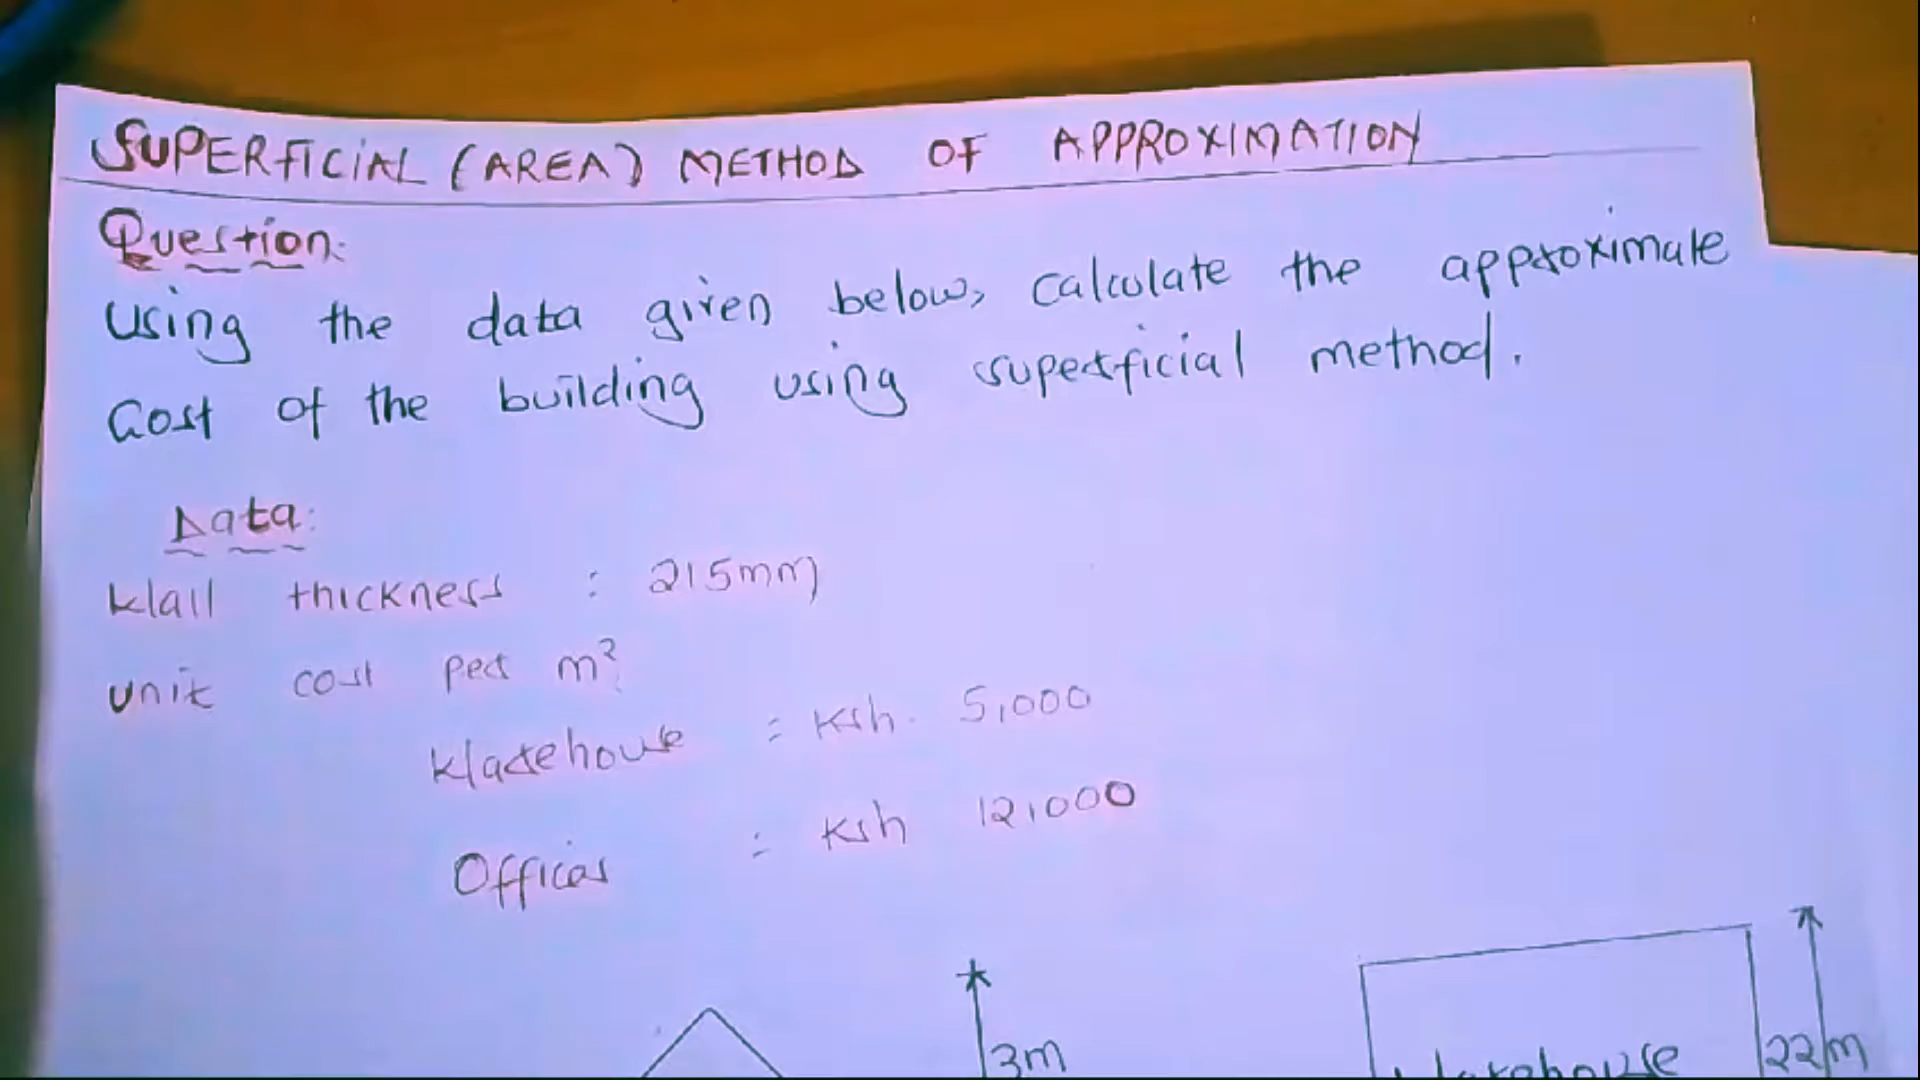 SUPERFICIAL (AREA) METHOD OF APPROXIMATION
Question:
Using the data given below, calculate the approximate
Cost of the building using superficial method.
Data:
Wall thickness : 215mm
unit cost per m²
Warehouse = Ksh. 5,000
Offices = Ksh 12,000
3m
Warehouse 22m